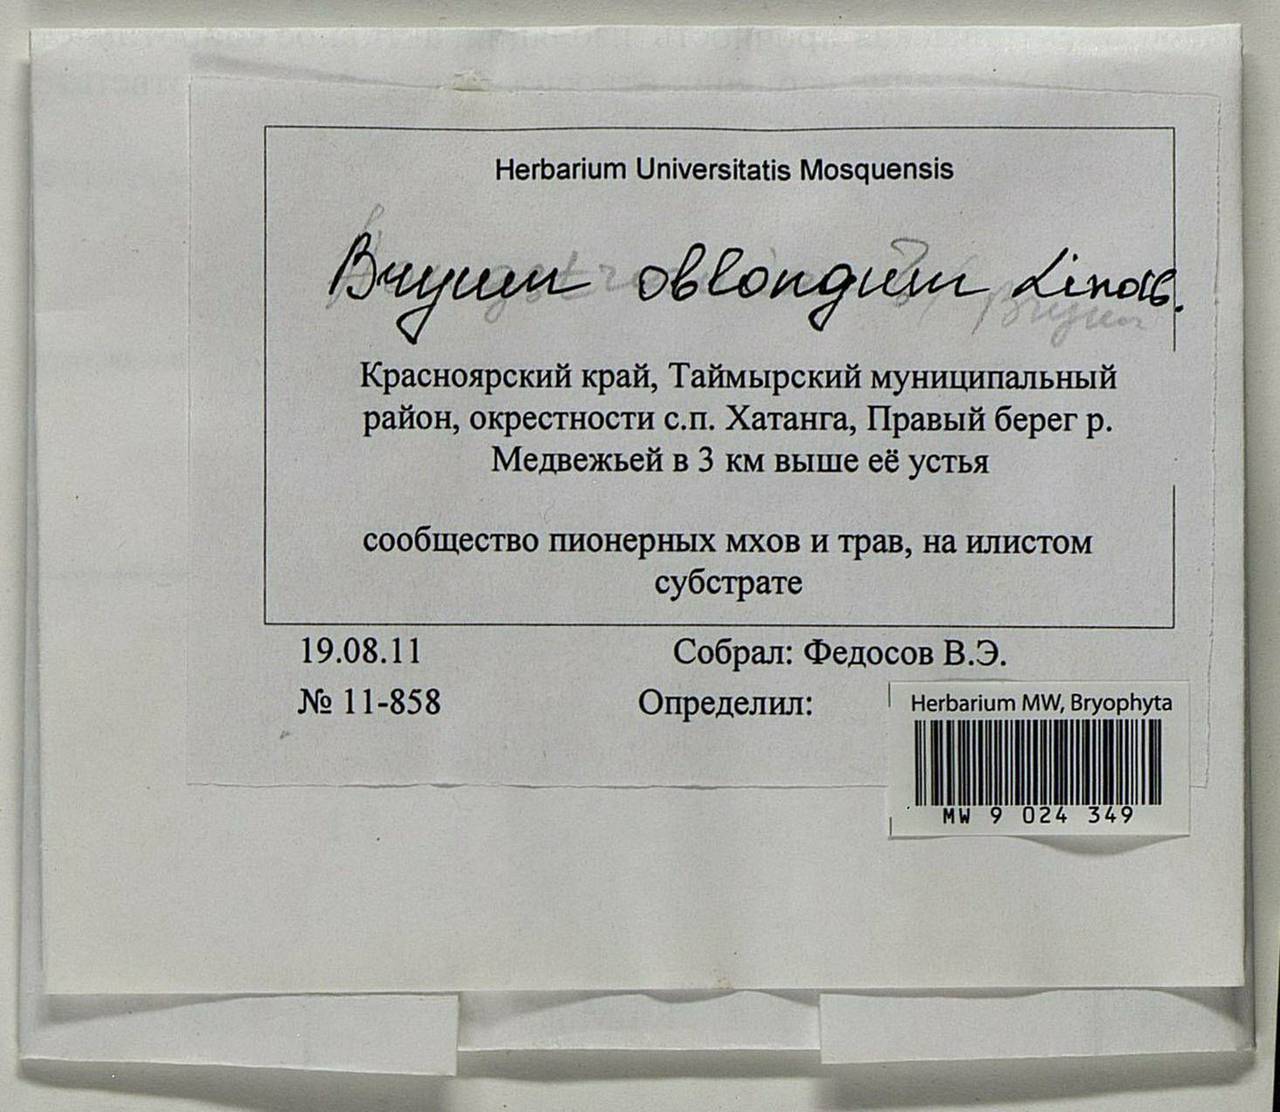 Herbarium Universitatis Mosquensis
Bryum oblongum Lindb.
Bryum
Красноярский край, Таймырский муниципальный
район, окрестности с.п. Хатанга, Правый берег р.
Медвежьей в 3 км выше её устья
сообщество пионерных мхов и трав, на илистом
субстрате
19.08.11 Собрал: Федосов В.Э.
№ 11-858 Определил:
Herbarium MW, Bryophyta
MW 9 024 349